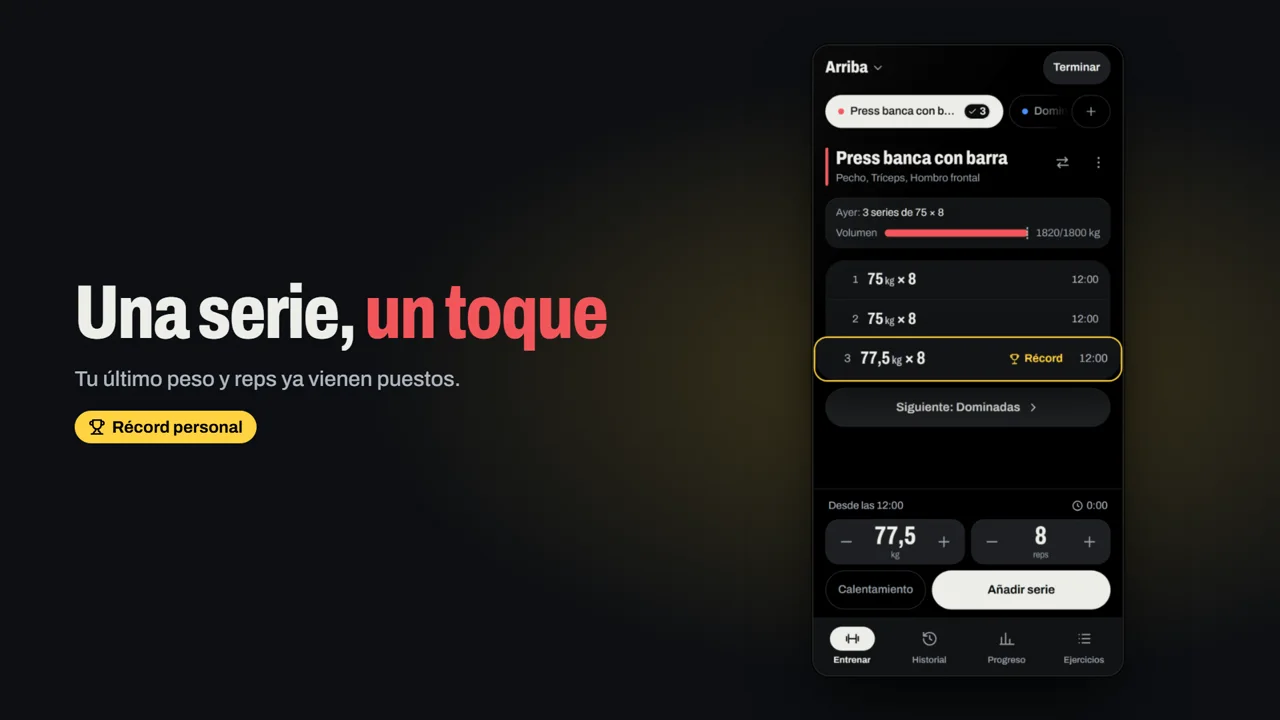 Una serie, un toque
Tu último peso y reps ya vienen puestos.
Récord personal
Arriba
Terminar
Press banca con b... 3
+
Press banca con barra
Pecho, Tríceps, Hombro frontal
Ayer: 3 series de 75 × 8
Volumen 1820/1800 kg
1 75 kg × 8 12:00
2 75 kg × 8 12:00
3 77,5 kg × 8 Récord 12:00
Siguiente: Dominadas
Desde las 12:00 0:00
− 77,5 + − 8 +
kg reps
Calentamiento Añadir serie
Entrenar Historial Progreso Ejercicios